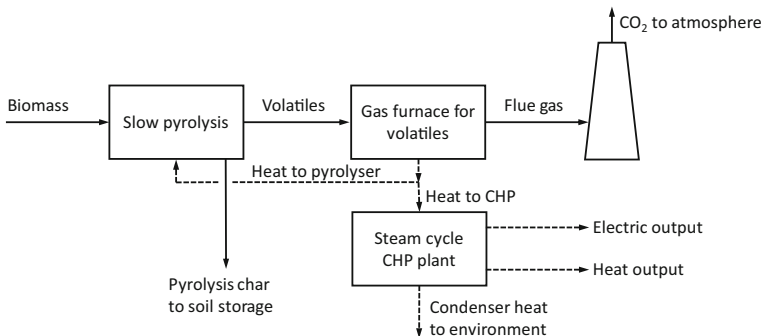 CO₂ to atmosphere
Biomass
Volatiles
Flue gas
Slow pyrolysis
Gas furnace for
volatiles
Heat to pyrolyser
Heat to CHP
Steam cycle
CHP plant
Electric output
Heat output
Pyrolysis char
to soil storage
Condenser heat
to environment